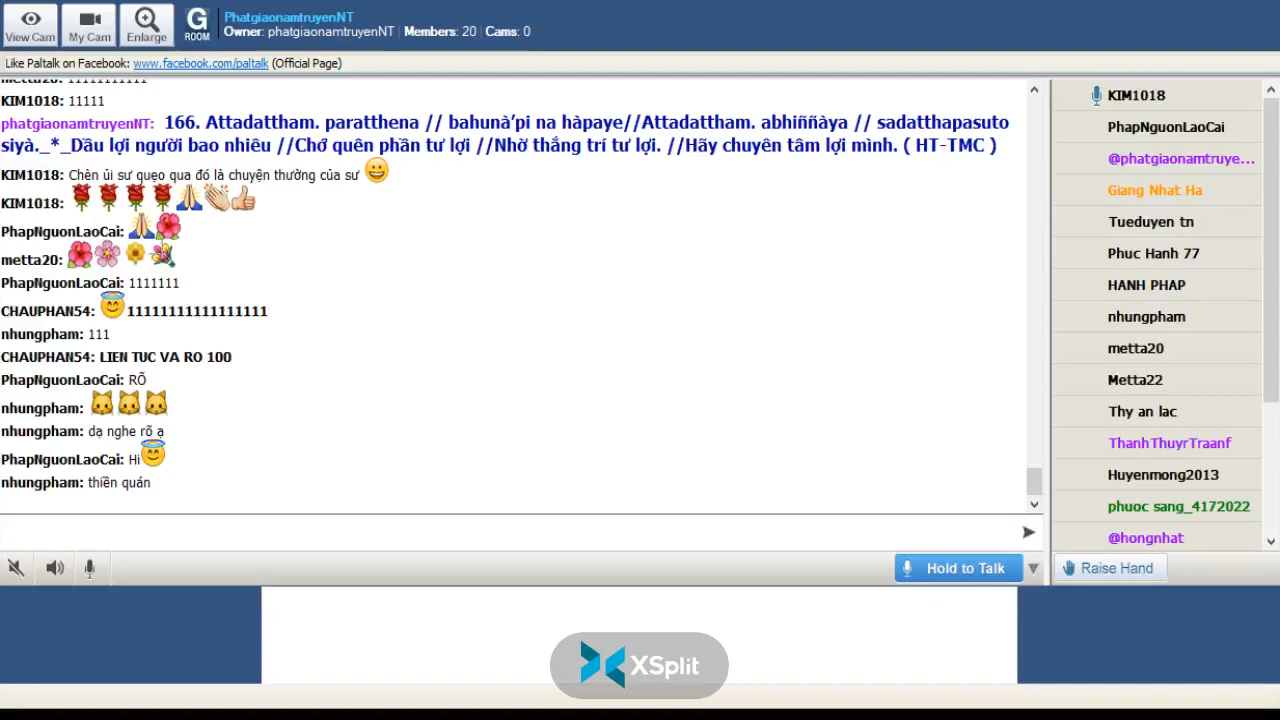 View Cam
My Cam
Enlarge
G
ROOM
PhatgiaonamtruyenNT
Owner: phatgiaonamtruyenNT | Members: 20 | Cams: 0
Like Paltalk on Facebook: www.facebook.com/paltalk (Official Page)
metta20: 11111111111
KIM1018: 11111
phatgiaonamtruyenNT: 166. Attadattham. paratthena // bahunà’pi na hàpaye//Attadattham. abhiññàya // sadatthapasuto
siyà._*_Dầu lợi người bao nhiêu //Chớ quên phần tư lợi //Nhờ thắng trí tư lợi. //Hãy chuyên tâm lợi mình. ( HT-TMC )
KIM1018: Chèn ủi sư quẹo qua đó là chuyện thường của sư 😀
KIM1018: 🌹🌹🌹🌹🙏👏👍
PhapNguonLaoCai: 🙏🌺
metta20: 🌺🌸🌼💐
PhapNguonLaoCai: 1111111
CHAUPHAN54: 😇11111111111111111
nhungpham: 111
CHAUPHAN54: LIEN TUC VA RO 100
PhapNguonLaoCai: RÕ
nhungpham: 🐱🐱🐱
nhungpham: dạ nghe rõ ạ
PhapNguonLaoCai: Hi😇
nhungpham: thiền quán
KIM1018
PhapNguonLaoCai
@phatgiaonamtruye...
Giang Nhat Ha
Tueduyen tn
Phuc Hanh 77
HANH PHAP
nhungpham
metta20
Metta22
Thy an lac
ThanhThuyrTraanf
Huyenmong2013
phuoc sang_4172022
@hongnhat
Hold to Talk
Raise Hand
XSplit